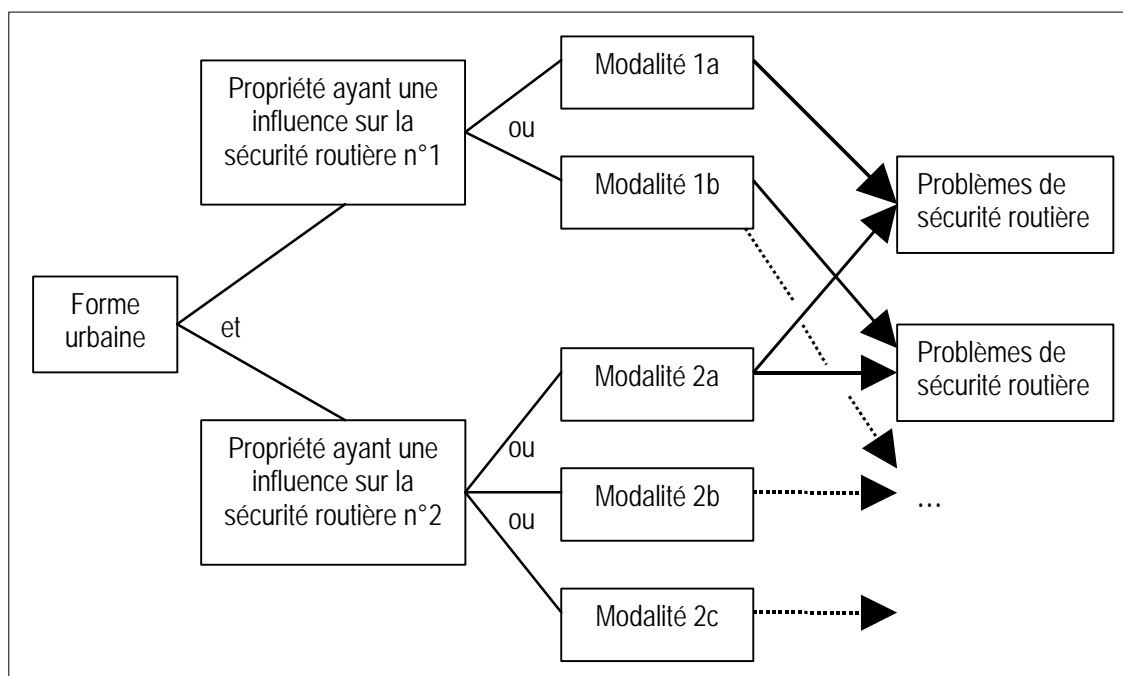 Forme
urbaine
et
Propriété ayant une
influence sur la
sécurité routière n°1
ou
Modalité 1a
Modalité 1b
Propriété ayant une
influence sur la
sécurité routière n°2
ou
ou
Modalité 2a
Modalité 2b
Modalité 2c
Problèmes de
sécurité routière
Problèmes de
sécurité routière
...